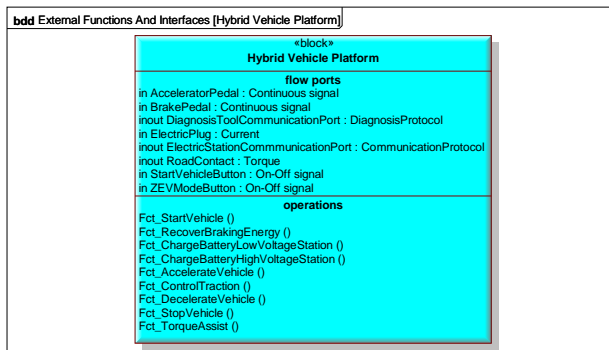 bdd External Functions And Interfaces [Hybrid Vehicle Platform]
«block»
Hybrid Vehicle Platform
flow ports
in AcceleratorPedal : Continuous signal
in BrakePedal : Continuous signal
inout DiagnosisToolCommunicationPort : DiagnosisProtocol
in ElectricPlug : Current
inout ElectricStationCommmunicationPort : CommunicationProtocol
inout RoadContact : Torque
in StartVehicleButton : On-Off signal
in ZEVModeButton : On-Off signal
operations
Fct_StartVehicle ()
Fct_RecoverBrakingEnergy ()
Fct_ChargeBatteryLowVoltageStation ()
Fct_ChargeBatteryHighVoltageStation ()
Fct_AccelerateVehicle ()
Fct_ControlTraction ()
Fct_DecelerateVehicle ()
Fct_StopVehicle ()
Fct_TorqueAssist ()